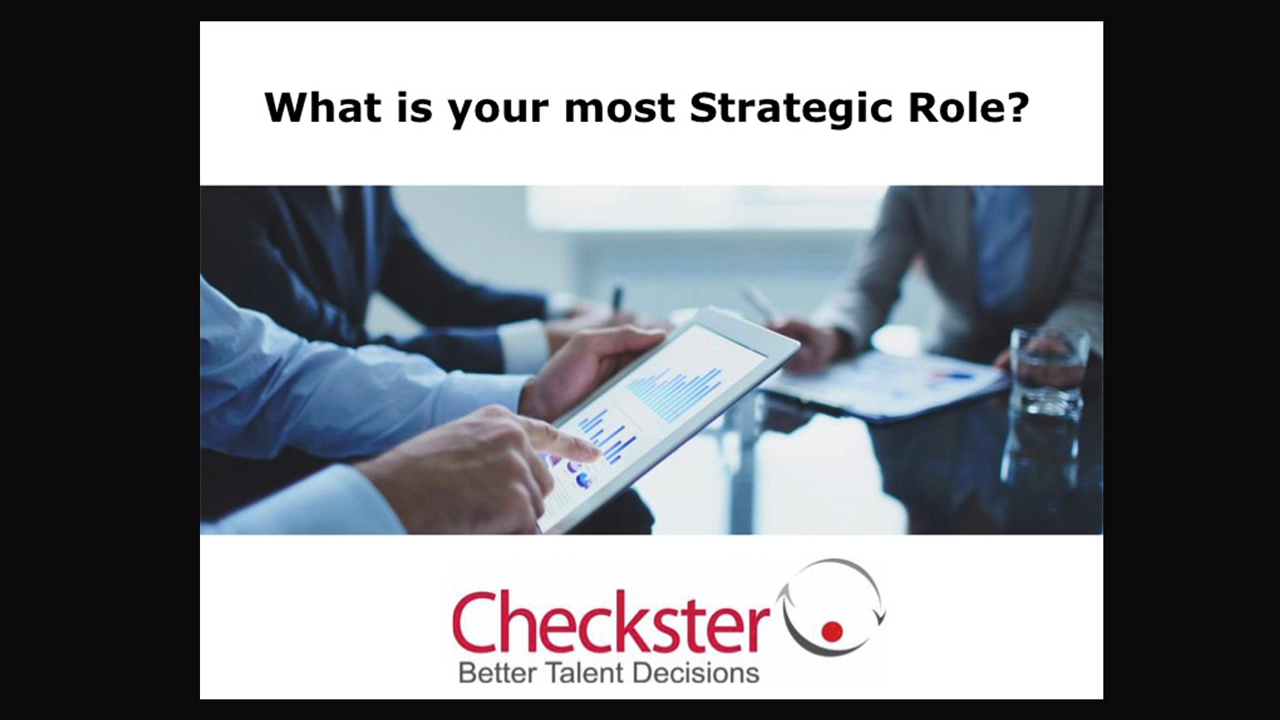 What is your most Strategic Role?
Checkster
Better Talent Decisions